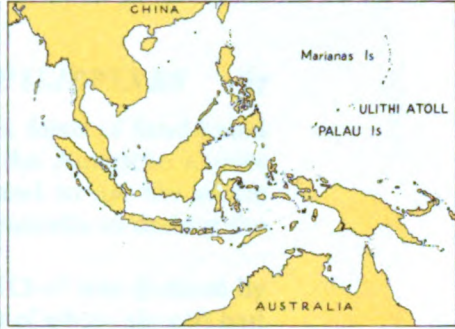 CHINA
Marianas Is
ULITHI ATOLL
PALAU Is
AUSTRALIA